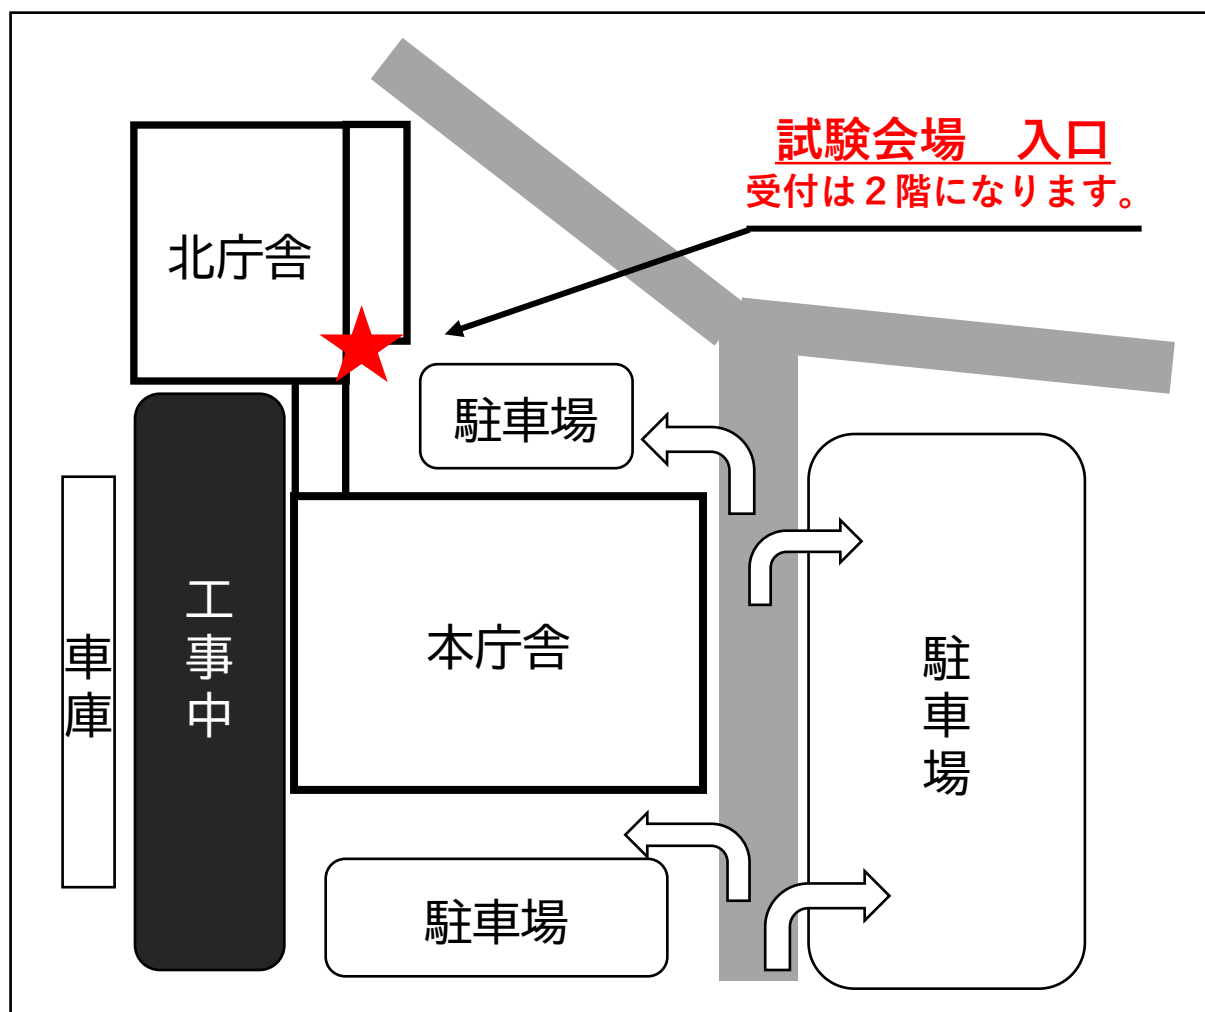 試験会場　入口
受付は２階になります。
北庁舎
駐車場
工事中
車庫
本庁舎
駐車場
駐車場